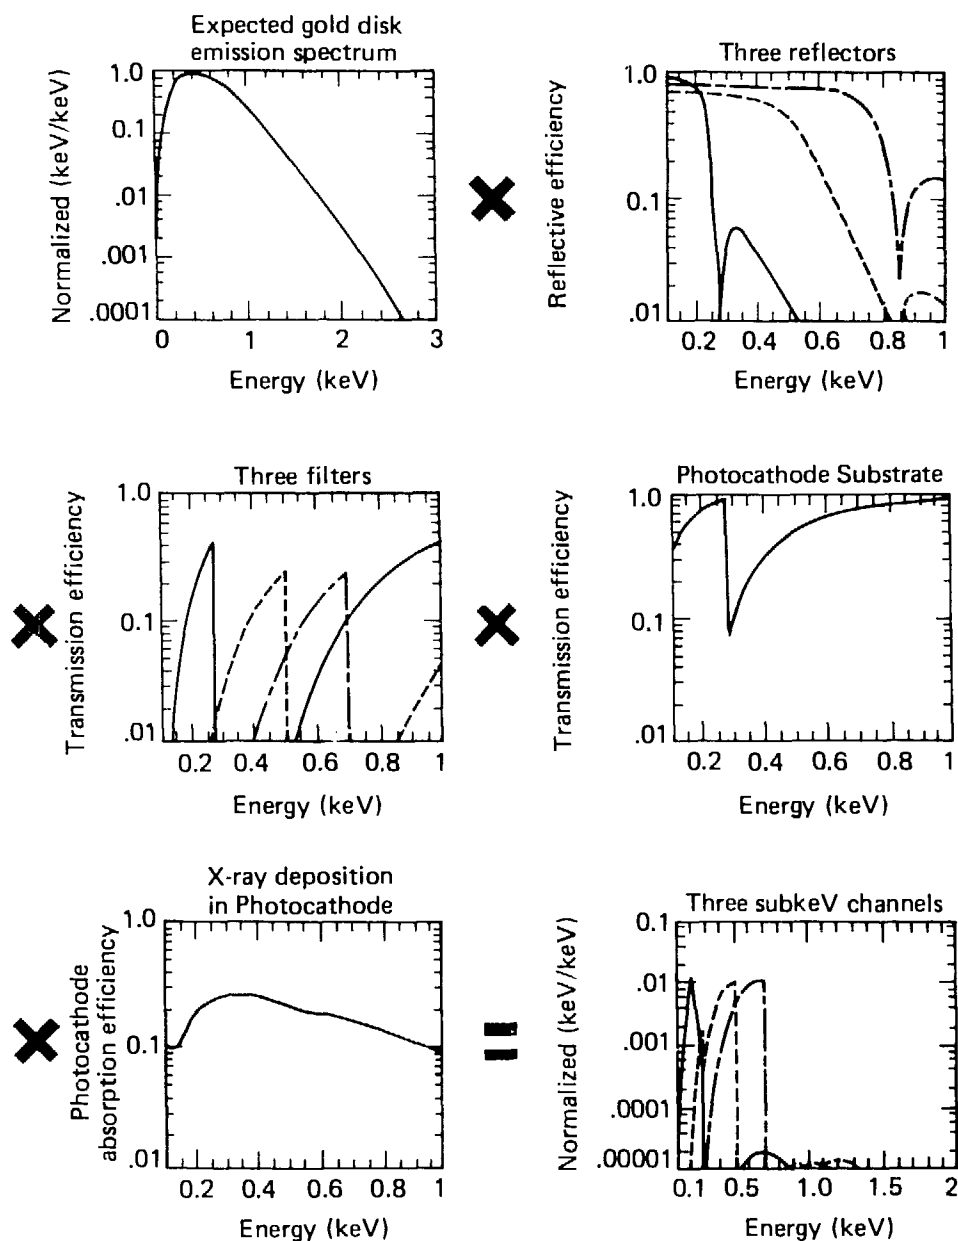 Expected gold disk
emission spectrum
Normalized (keV/keV)
1.0
0.1
.01
.001
.0001
0 1 2 3
Energy (keV)
×
Three reflectors
Reflective efficiency
1.0
0.1
.01
0.2 0.4 0.6 0.8 1
Energy (keV)
×
Three filters
Transmission efficiency
1.0
0.1
.01
0.2 0.4 0.6 0.8 1
Energy (keV)
×
Photocathode Substrate
Transmission efficiency
1.0
0.1
.01
0.2 0.4 0.6 0.8 1
Energy (keV)
×
X-ray deposition
in Photocathode
Photocathode
absorption efficiency
1.0
0.1
.01
0.2 0.4 0.6 0.8 1
Energy (keV)
=
Three subkeV channels
Normalized (keV/keV)
0.1
.010
.001
.0001
.00001
0.1 0.5 1.0 1.5 2
Energy (keV)